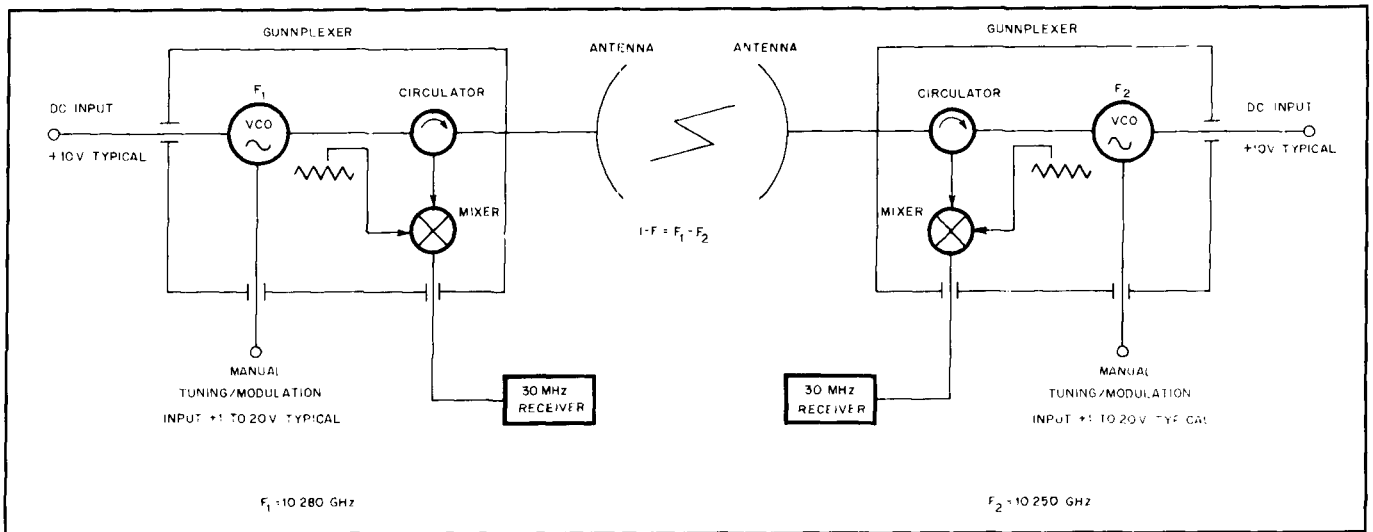 GUNNPLEXER
ANTENNA
ANTENNA
GUNNPLEXER
DC INPUT
+10V TYPICAL
F1
VCO
CIRCULATOR
MIXER
I-F = F1-F2
CIRCULATOR
MIXER
F2
VCO
DC INPUT
+10V TYPICAL
MANUAL
TUNING/MODULATION
INPUT +1 TO 20V TYPICAL
30 MHz
RECEIVER
30 MHz
RECEIVER
MANUAL
TUNING/MODULATION
INPUT +1 TO 20V TYPICAL
F1 = 10 280 GHz
F2 = 10 250 GHz